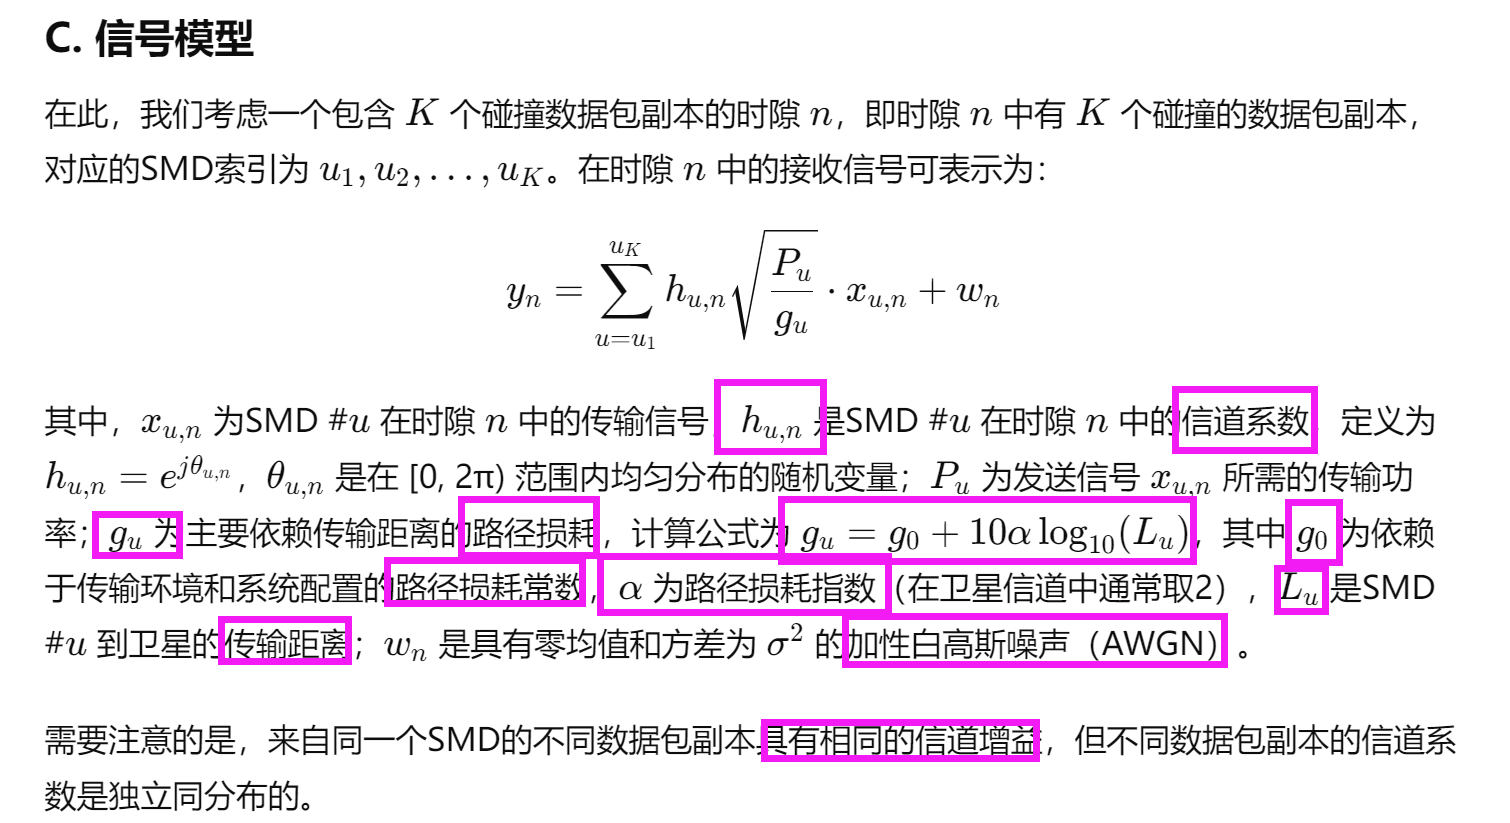 C. 信号模型
在此，我们考虑一个包含 K 个碰撞数据包副本的时隙 n，即时隙 n 中有 K 个碰撞的数据包副本，
对应的SMD索引为 u₁, u₂, …, u_K。在时隙 n 中的接收信号可表示为：
y_n = \sum_{u=u_1}^{u_K} h_{u,n} \sqrt{\frac{P_u}{g_u}} · x_{u,n} + w_n
其中，x_{u,n} 为SMD #u 在时隙 n 中的传输信号，h_{u,n} 是SMD #u 在时隙 n 中的信道系数，定义为
h_{u,n} = e^{jθ_{u,n}}，θ_{u,n} 是在 [0, 2π) 范围内均匀分布的随机变量；P_u 为发送信号 x_{u,n} 所需的传输功
率；g_u 为主要依赖传输距离的路径损耗，计算公式为 g_u = g_0 + 10α log_{10}(L_u)，其中 g_0 为依赖
于传输环境和系统配置的路径损耗常数，α 为路径损耗指数（在卫星信道中通常取2），L_u 是SMD
#u 到卫星的传输距离；w_n 是具有零均值和方差为 σ² 的加性白高斯噪声（AWGN）。
需要注意的是，来自同一个SMD的不同数据包副本具有相同的信道增益，但不同数据包副本的信道系
数是独立同分布的。